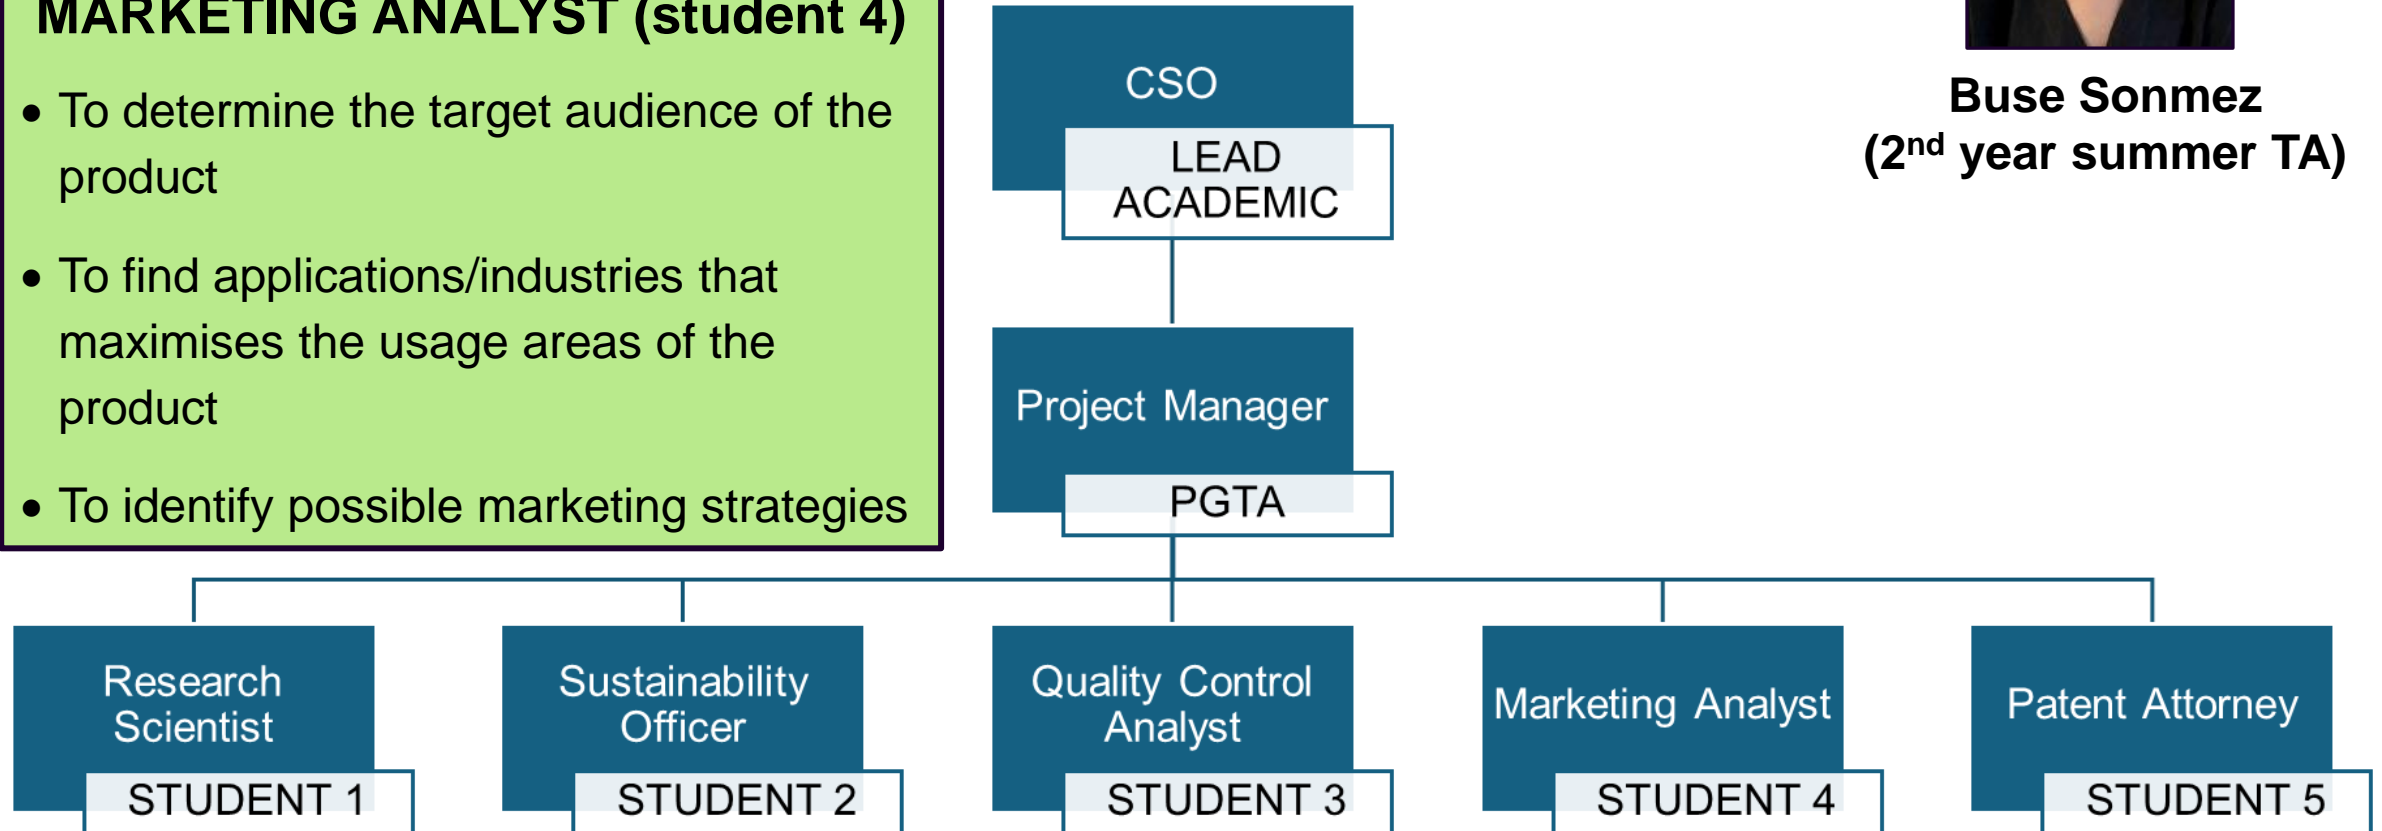 MARKETING ANALYST (student 4)
• To determine the target audience of the
product
• To find applications/industries that
maximises the usage areas of the
product
• To identify possible marketing strategies
CSO
LEAD
ACADEMIC
Buse Sonmez
(2nd year summer TA)
Project Manager
PGTA
Research
Scientist
STUDENT 1
Sustainability
Officer
STUDENT 2
Quality Control
Analyst
STUDENT 3
Marketing Analyst
STUDENT 4
Patent Attorney
STUDENT 5